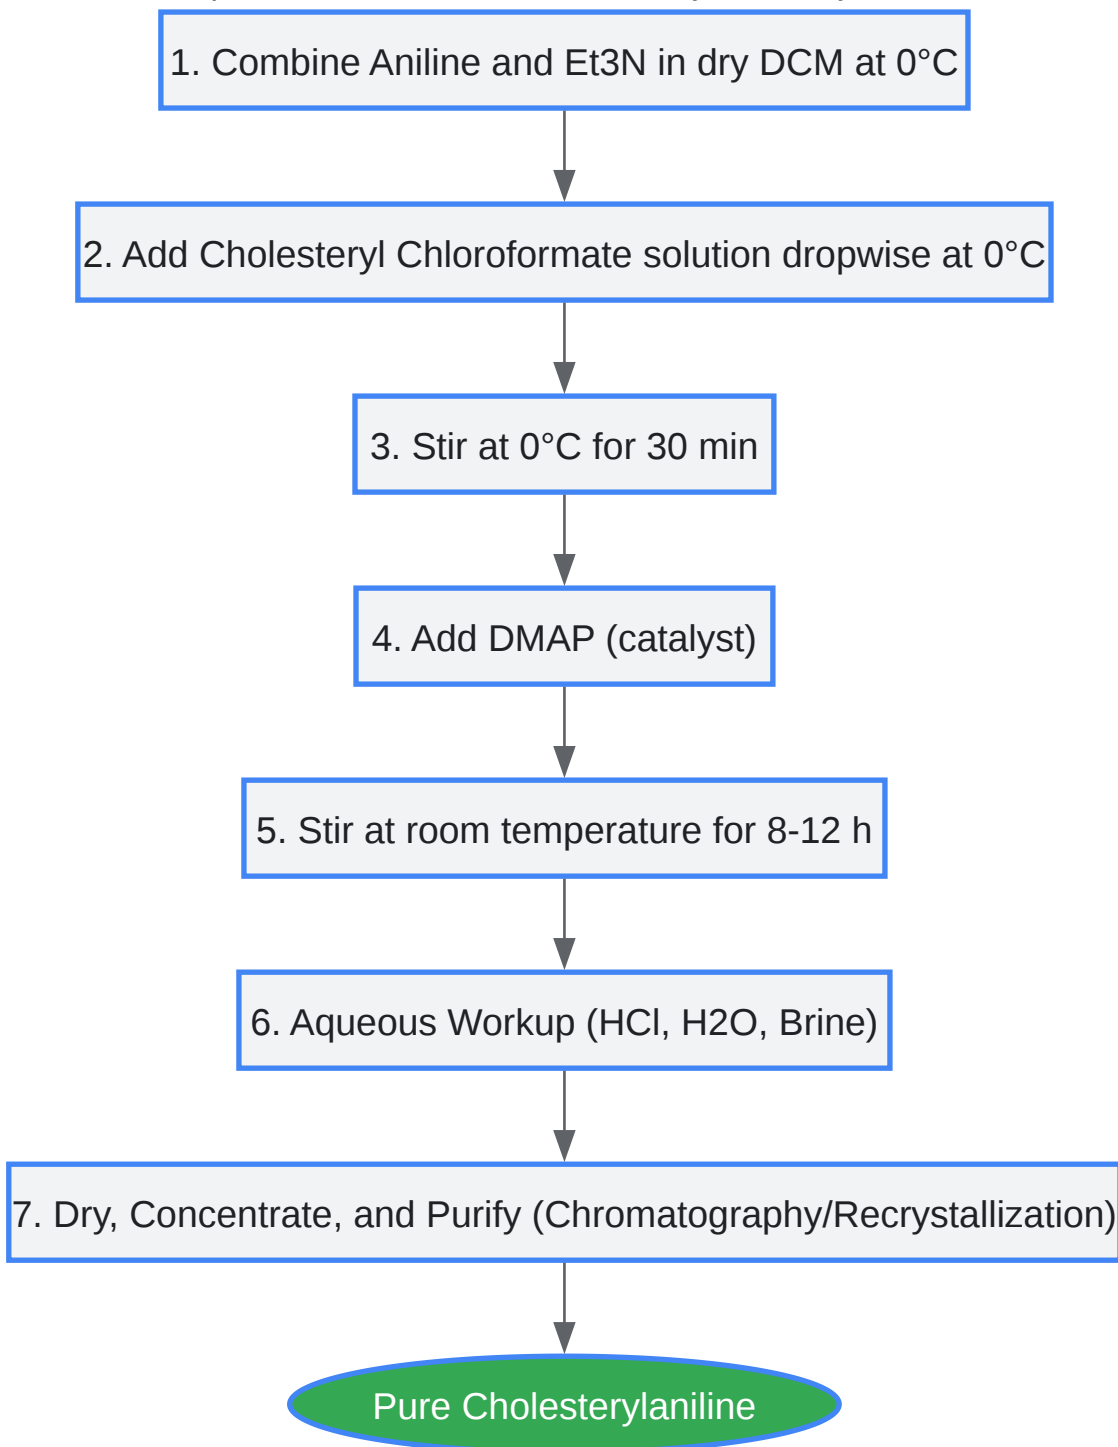 1. Combine Aniline and Et3N in dry DCM at 0°C
2. Add Cholesteryl Chloroformate solution dropwise at 0°C
3. Stir at 0°C for 30 min
4. Add DMAP (catalyst)
5. Stir at room temperature for 8-12 h
6. Aqueous Workup (HCl, H2O, Brine)
7. Dry, Concentrate, and Purify (Chromatography/Recrystallization)
Pure Cholesterylaniline